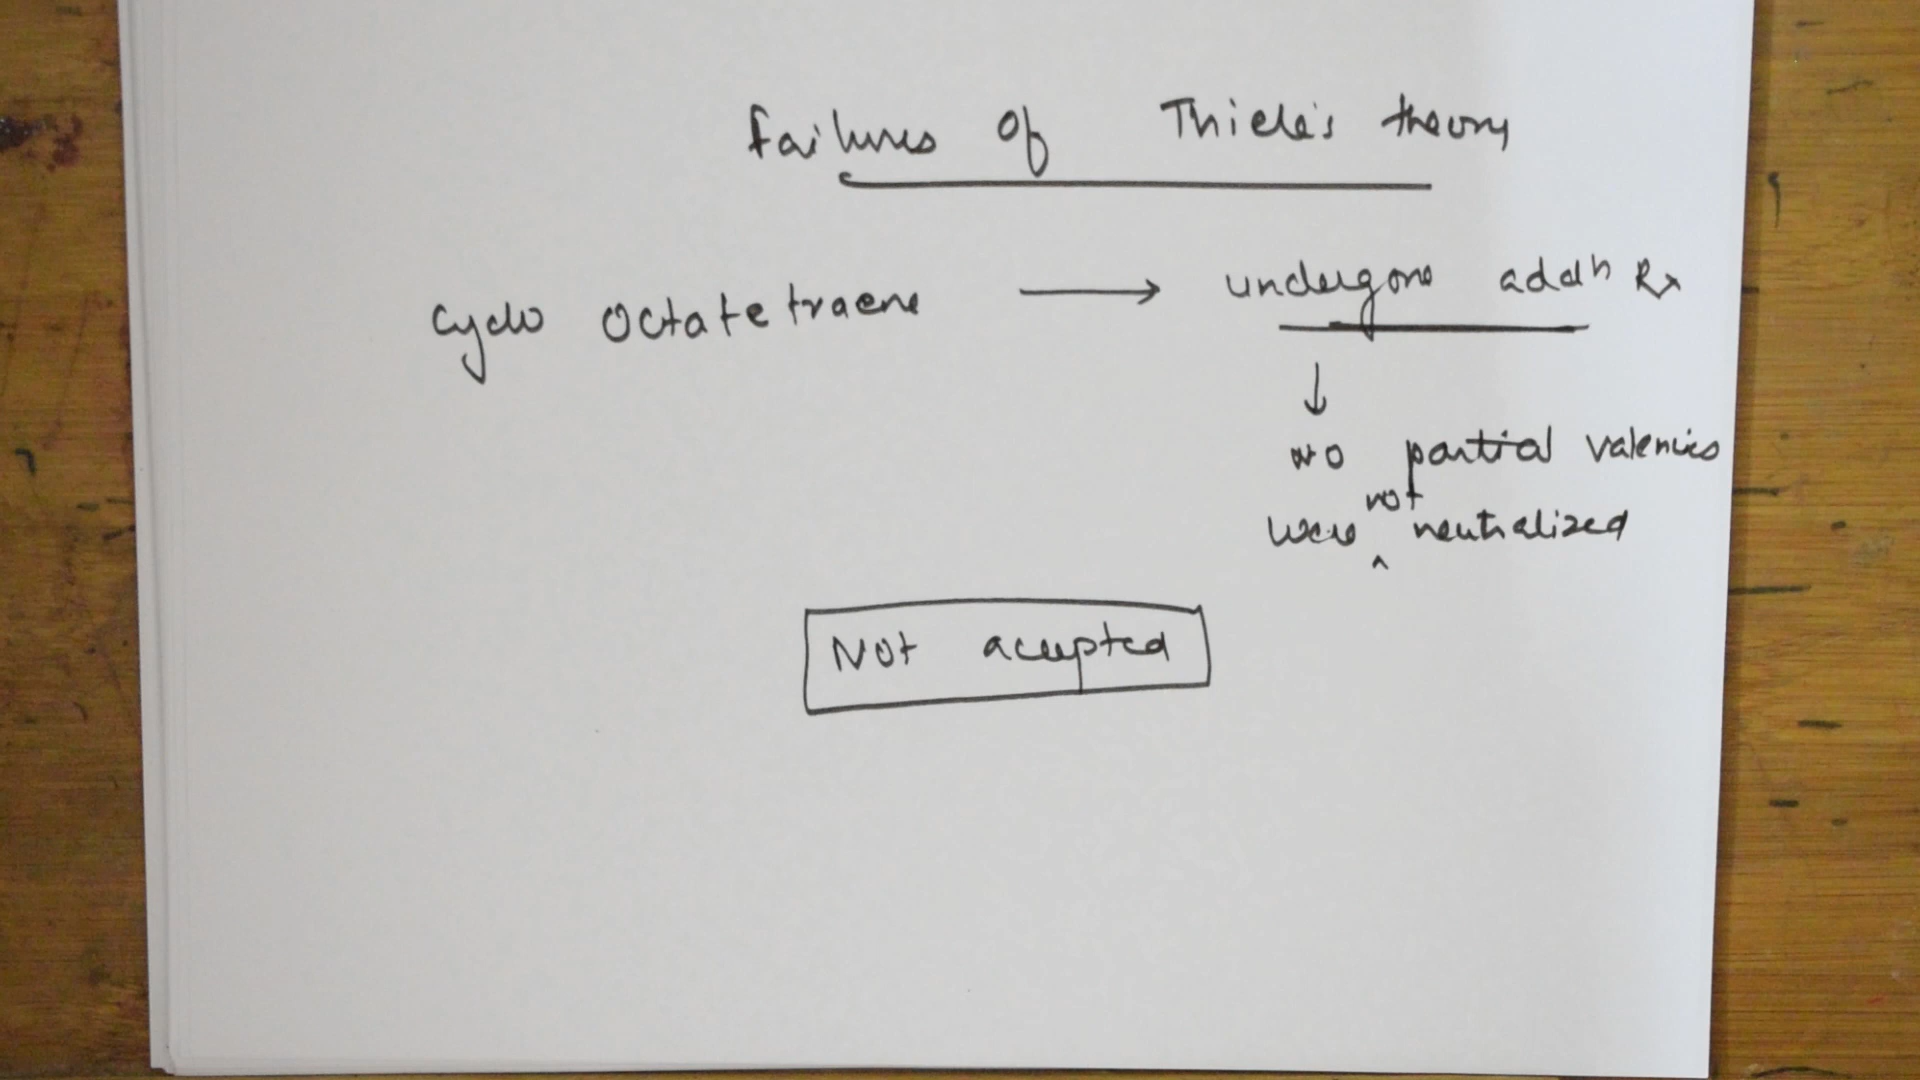 Failures of Thiele's theory
Cyclo Octatetraene → undergone addn Rx
↓
NO partial valencies
were not neutralized
Not accepted